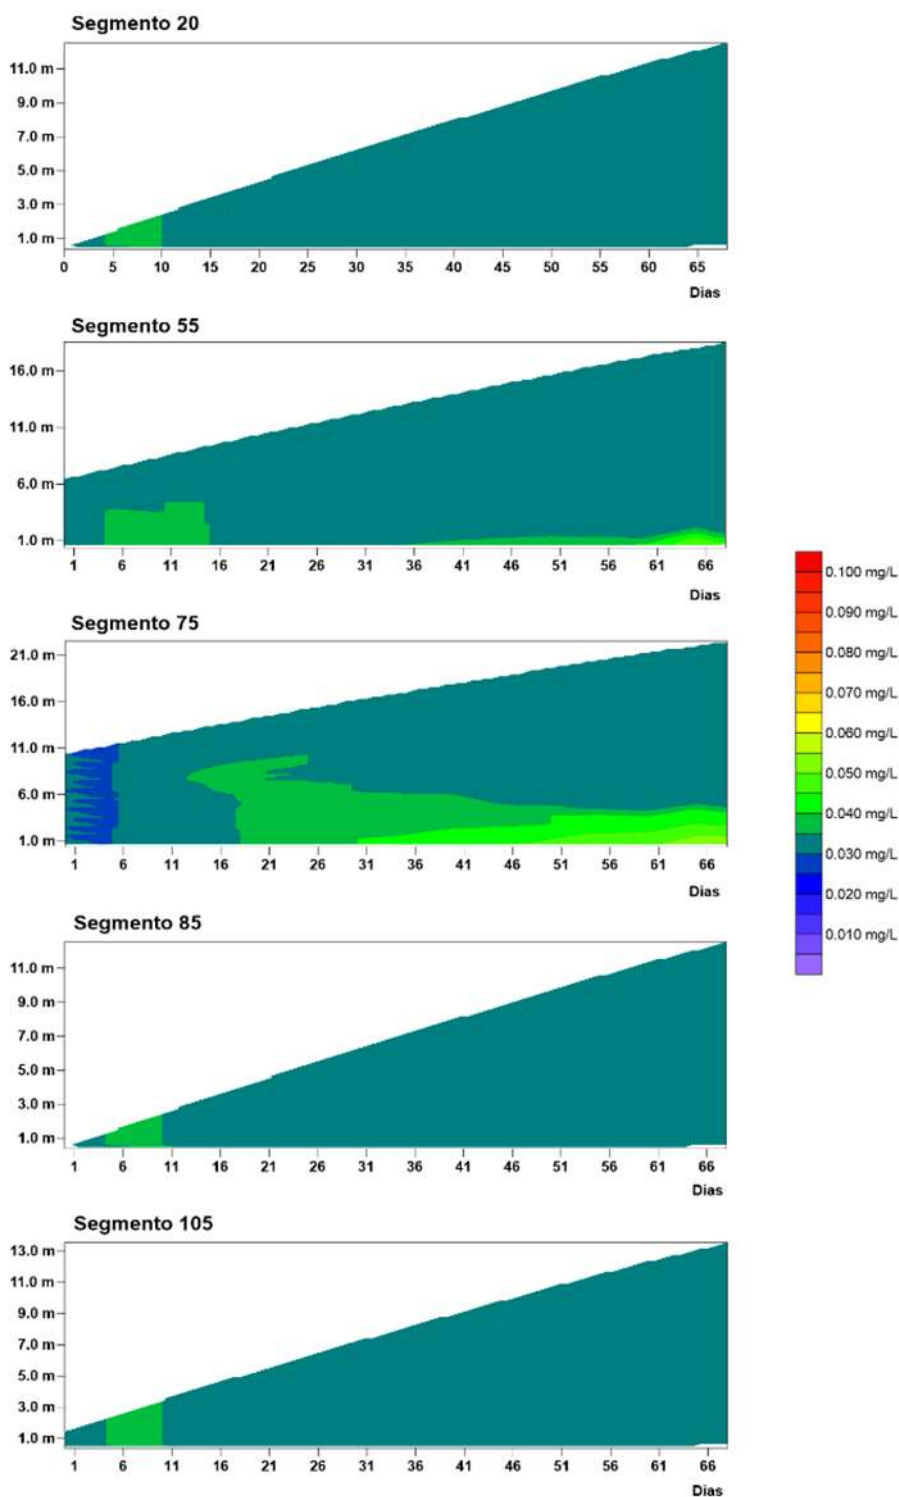 Segmento 20
11.0 m
9.0 m
7.0 m
5.0 m
3.0 m
1.0 m
0 5 10 15 20 25 30 35 40 45 50 55 60 65
Dias
Segmento 55
16.0 m
11.0 m
6.0 m
1.0 m
1 6 11 16 21 26 31 36 41 46 51 56 61 66
Dias
Segmento 75
21.0 m
16.0 m
11.0 m
6.0 m
1.0 m
1 6 11 16 21 26 31 36 41 46 51 56 61 66
Dias
Segmento 85
11.0 m
9.0 m
7.0 m
5.0 m
3.0 m
1.0 m
1 6 11 16 21 26 31 36 41 46 51 56 61 66
Dias
Segmento 105
13.0 m
11.0 m
9.0 m
7.0 m
5.0 m
3.0 m
1.0 m
1 6 11 16 21 26 31 36 41 46 51 56 61 66
Dias
0.100 mg/L
0.090 mg/L
0.080 mg/L
0.070 mg/L
0.060 mg/L
0.050 mg/L
0.040 mg/L
0.030 mg/L
0.020 mg/L
0.010 mg/L